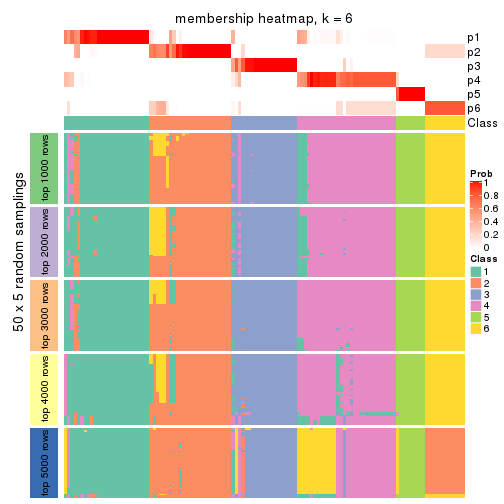 membership heatmap, k = 6
p1
p2
p3
p4
p5
p6
Class
50 x 5 random samplings
top 1000 rows
top 2000 rows
top 3000 rows
top 4000 rows
top 5000 rows
Prob
1
0.8
0.6
0.4
0.2
0
Class
1
2
3
4
5
6